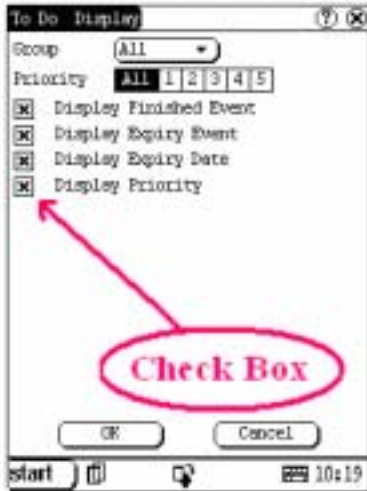 To Do Display ?
Group All
Priority All 1 2 3 4 5
Display Finished Event
Display Expiry Event
Display Expiry Date
Display Priority
Check Box
OK Cancel
start 10:19